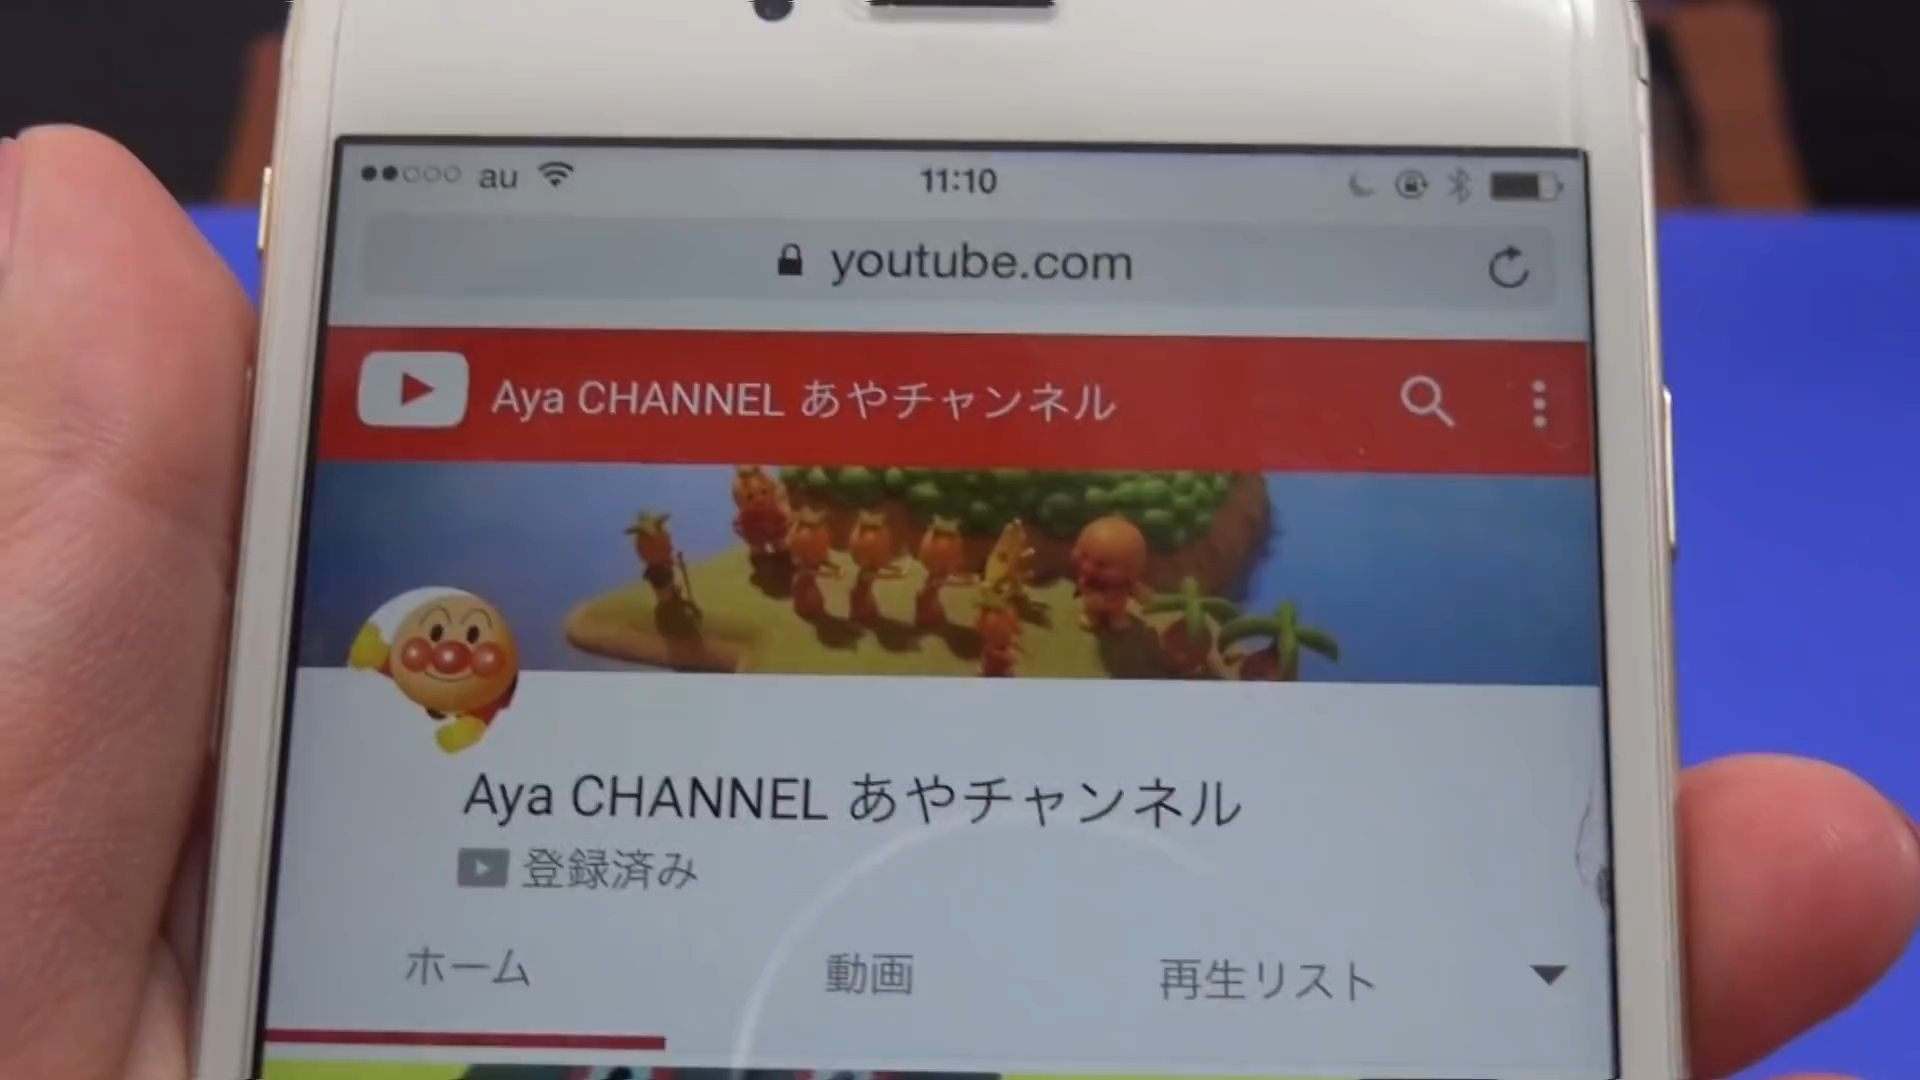 au 11:10
youtube.com
Aya CHANNEL あやチャンネル
Aya CHANNEL あやチャンネル
登録済み
ホーム 動画 再生リスト